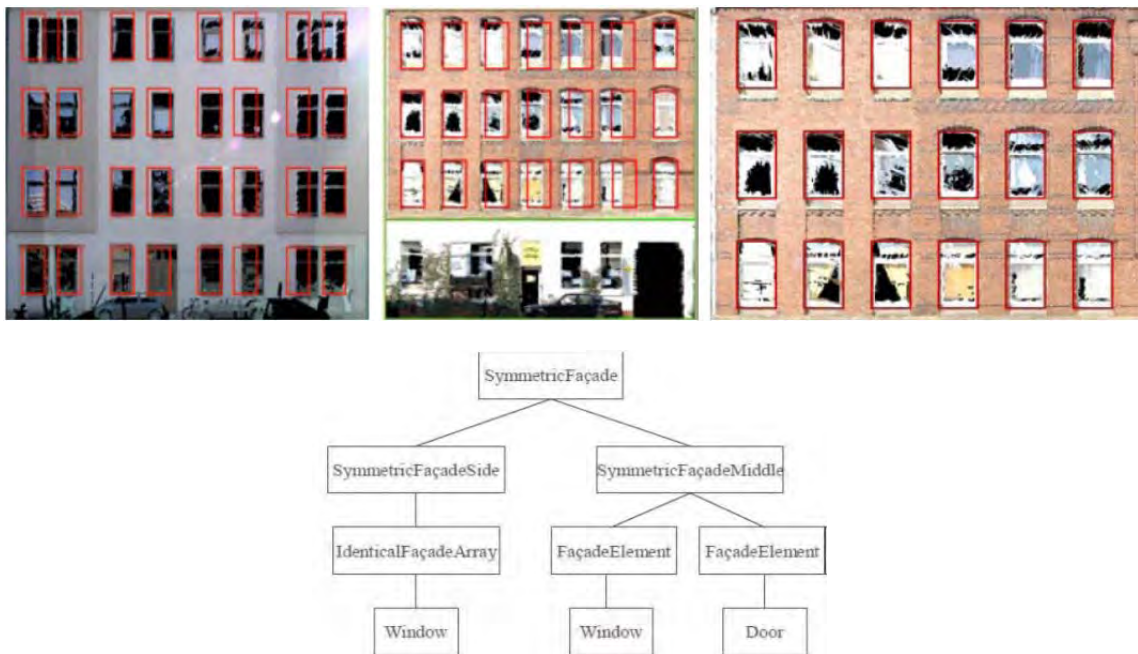 SymmetricFaçade
SymmetricFaçadeSide
SymmetricFaçadeMiddle
IdenticalFaçadeArray
FaçadeElement
FaçadeElement
Window
Window
Door